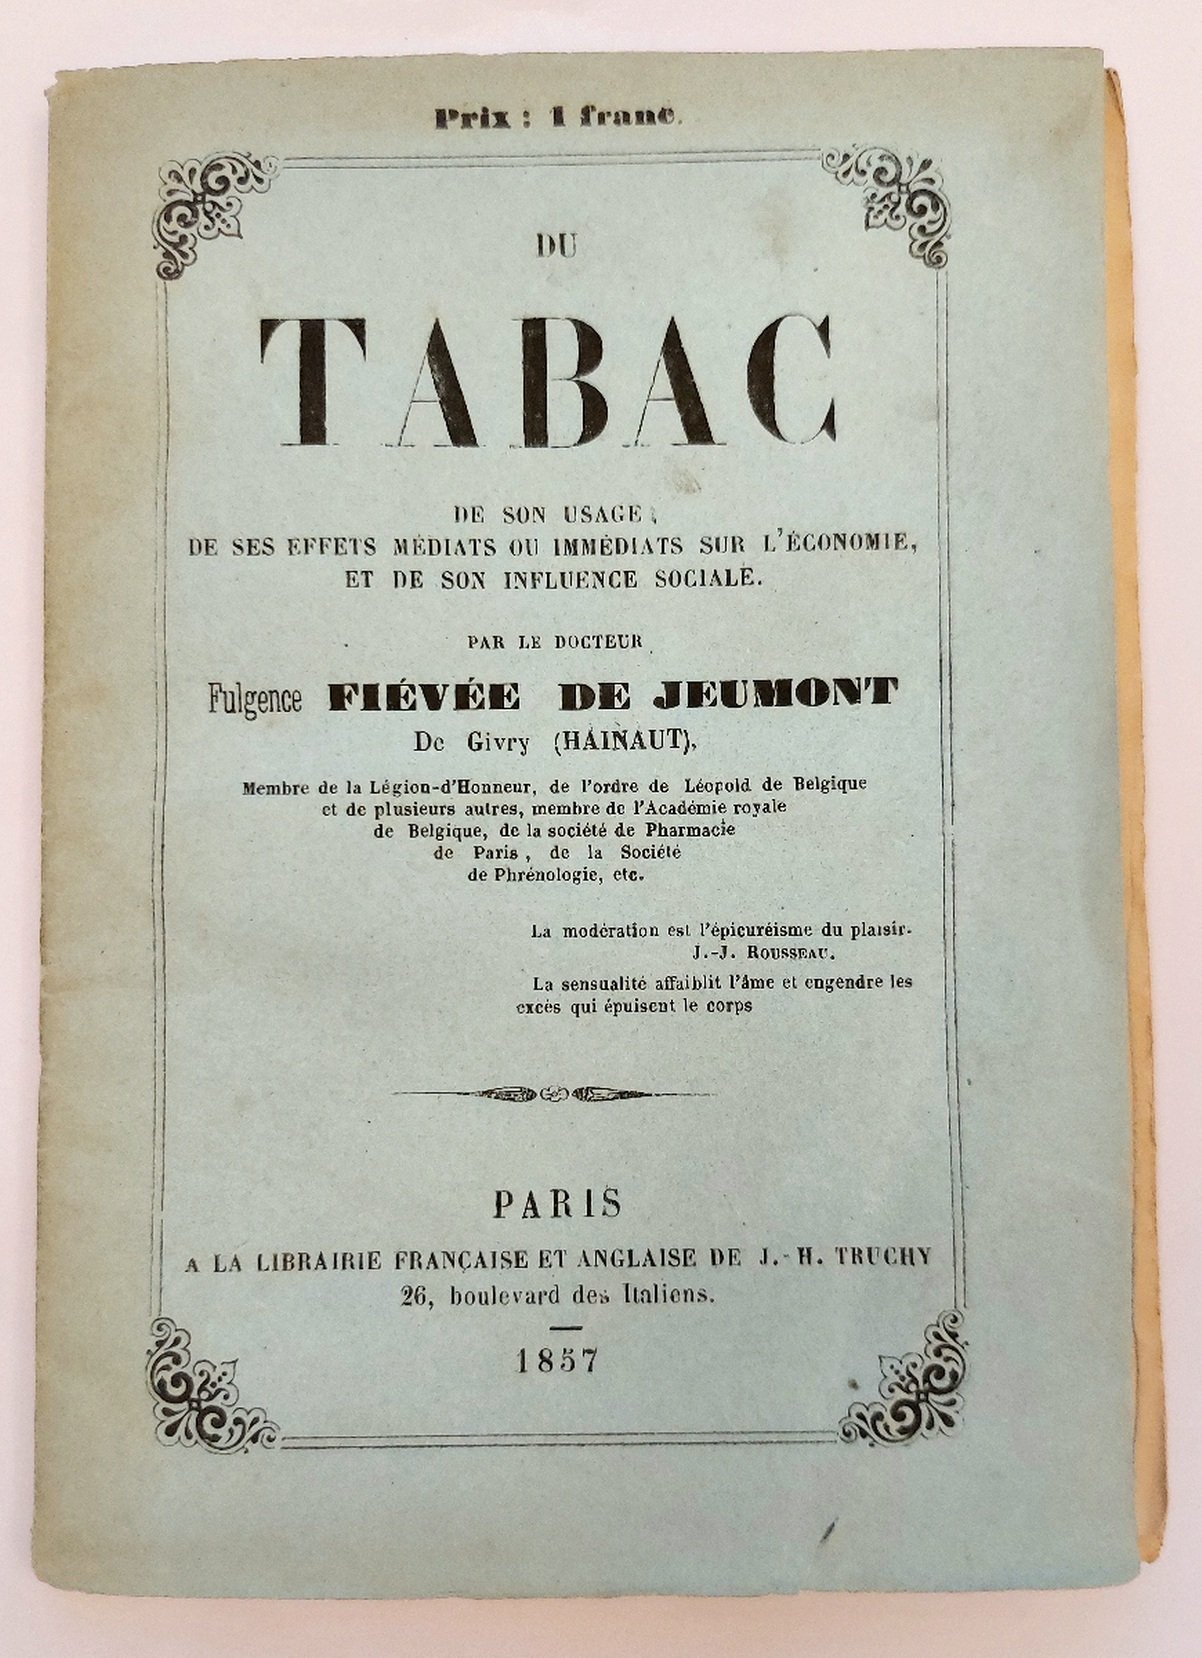 Prix : 1 franc.
DU
TABAC
DE SON USAGE,
DE SES EFFETS MÉDIATS OU IMMÉDIATS SUR L'ÉCONOMIE,
ET DE SON INFLUENCE SOCIALE.
PAR LE DOCTEUR
Fulgence FIÉVÉE DE JEUMONT
De Givry (HAINAUT),
Membre de la Légion-d'Honneur, de l'ordre de Léopold de Belgique
et de plusieurs autres, membre de l'Académie royale
de Belgique, de la société de Pharmacie
de Paris, de la Société
de Phrénologie, etc.
La modération est l'épicuréisme du plaisir.
J.-J. ROUSSEAU.
La sensualité affaiblit l'âme et engendre les
excès qui épuisent le corps
PARIS
A LA LIBRAIRIE FRANÇAISE ET ANGLAISE DE J.-H. TRUCHY
26, boulevard des Italiens.
1857